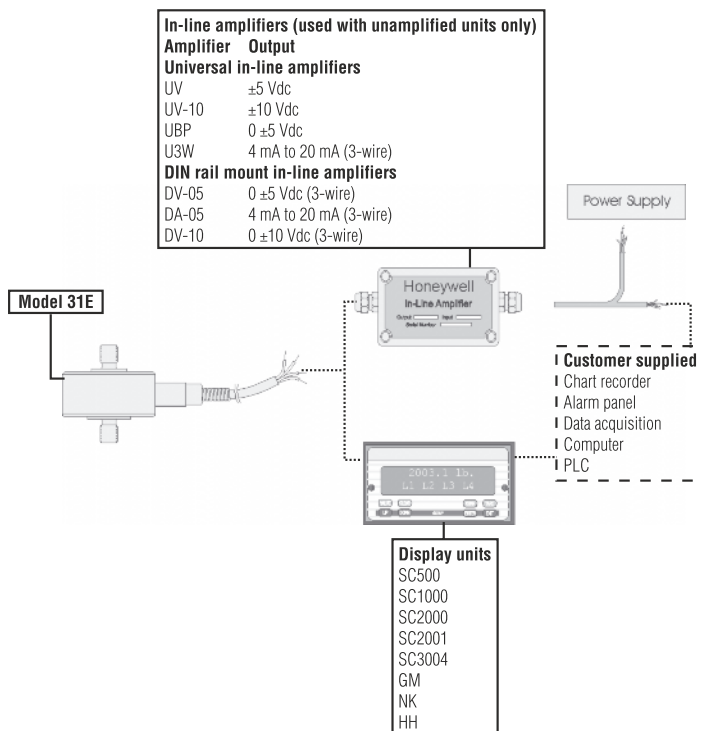 In-line amplifiers (used with unamplified units only)
Amplifier Output
Universal in-line amplifiers
UV ±5 Vdc
UV-10 ±10 Vdc
UBP 0 ±5 Vdc
U3W 4 mA to 20 mA (3-wire)
DIN rail mount in-line amplifiers
DV-05 0 ±5 Vdc (3-wire)
DA-05 4 mA to 20 mA (3-wire)
DV-10 0 ±10 Vdc (3-wire)
Power Supply
Honeywell
In-Line Amplifier
Output Input
Serial Number
Model 31E
Customer supplied
Chart recorder
Alarm panel
Data acquisition
Computer
PLC
2003.1 lb.
L1 L2 L3 L4
Display units
SC500
SC1000
SC2000
SC2001
SC3004
GM
NK
HH